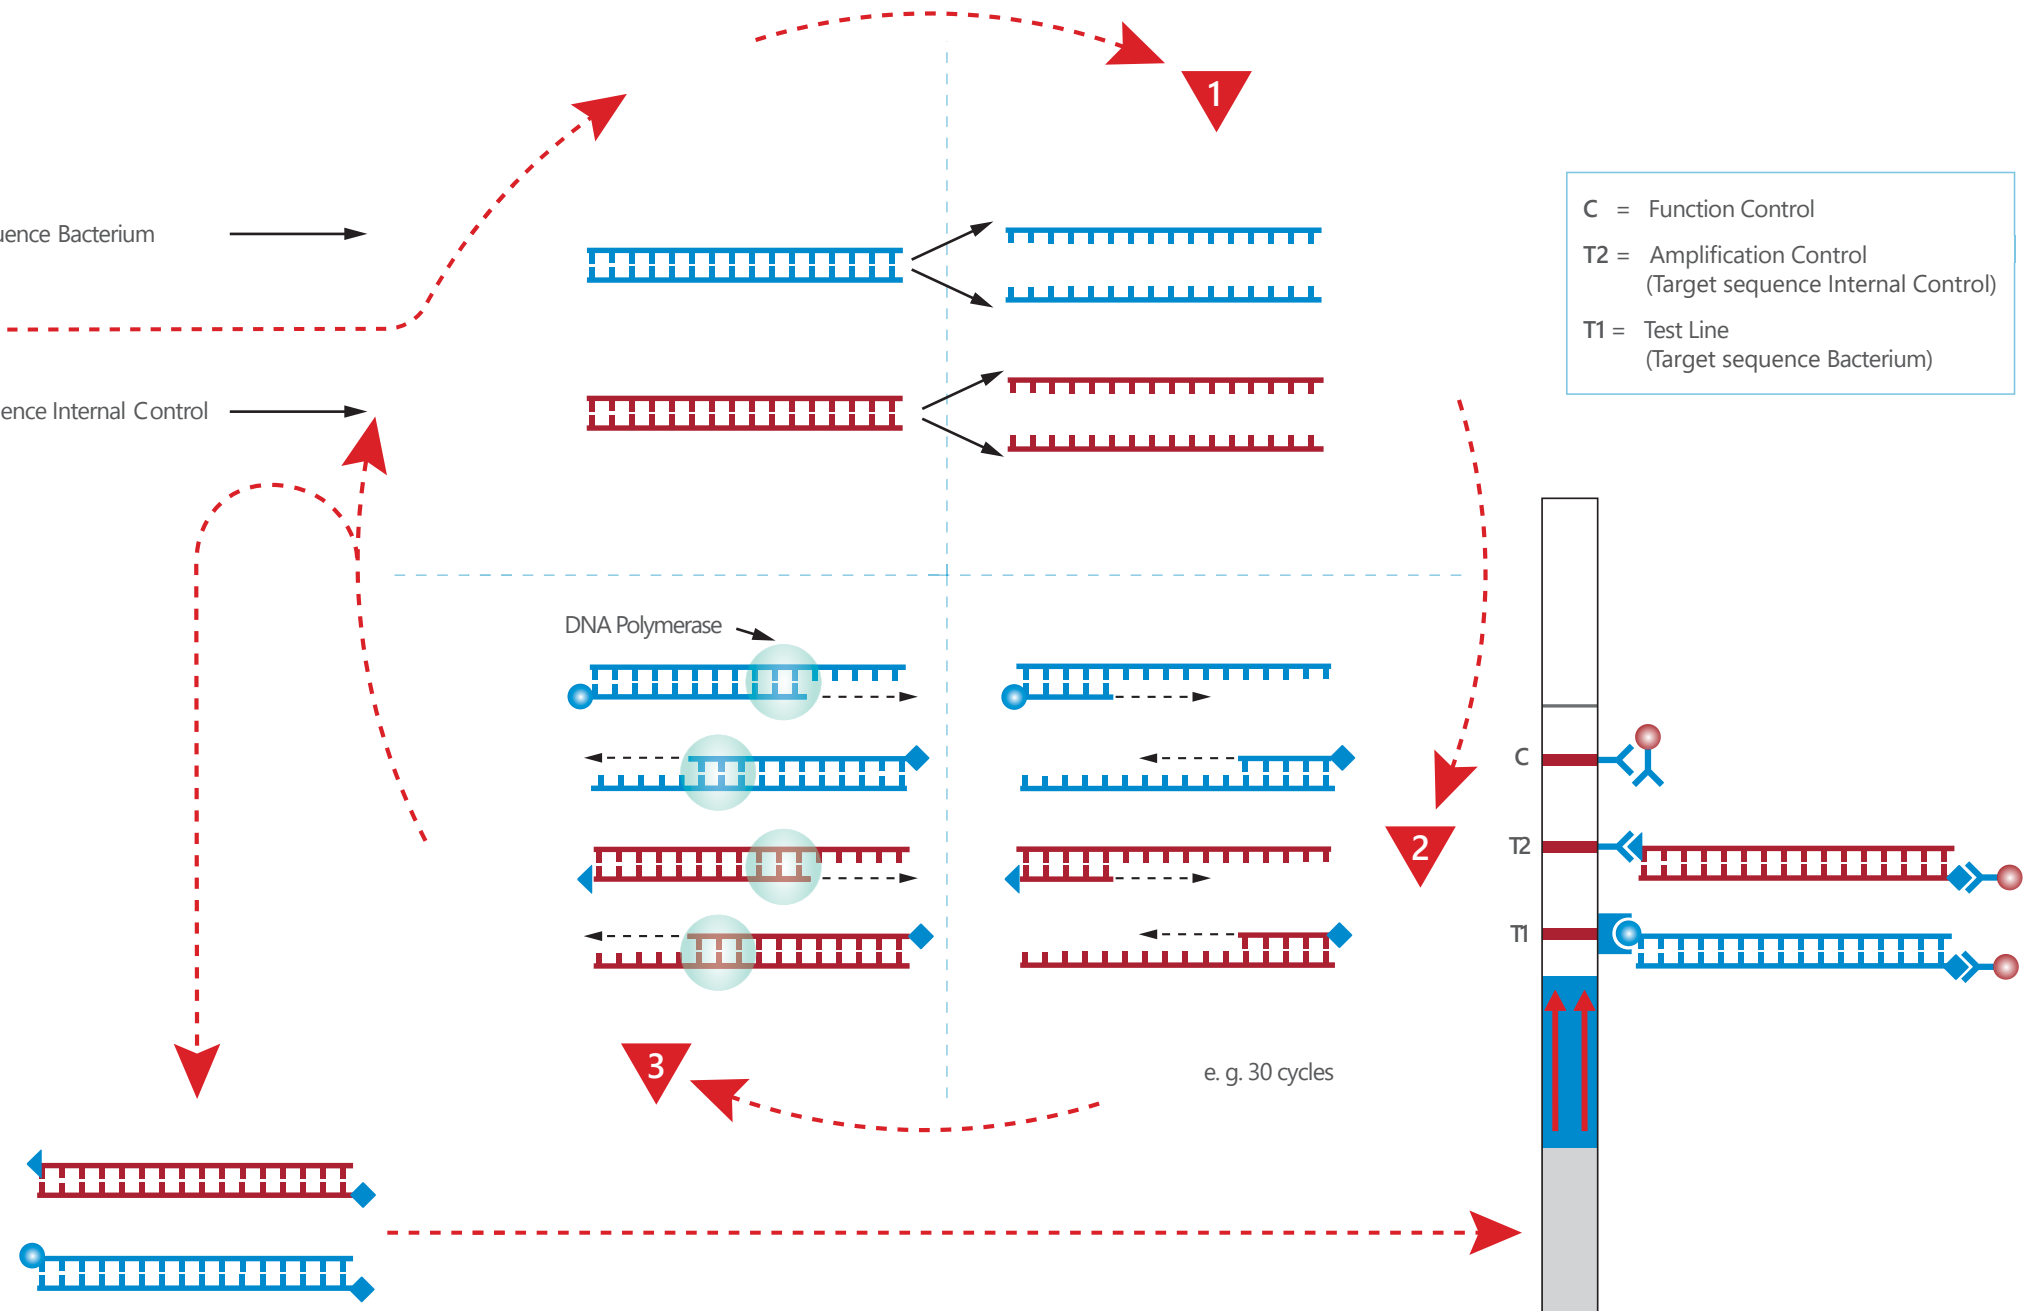 1
uence Bacterium
ence Internal Control
C = Function Control
T2 = Amplification Control
(Target sequence Internal Control)
T1 = Test Line
(Target sequence Bacterium)
DNA Polymerase
2
3
e. g. 30 cycles
C
T2
T1